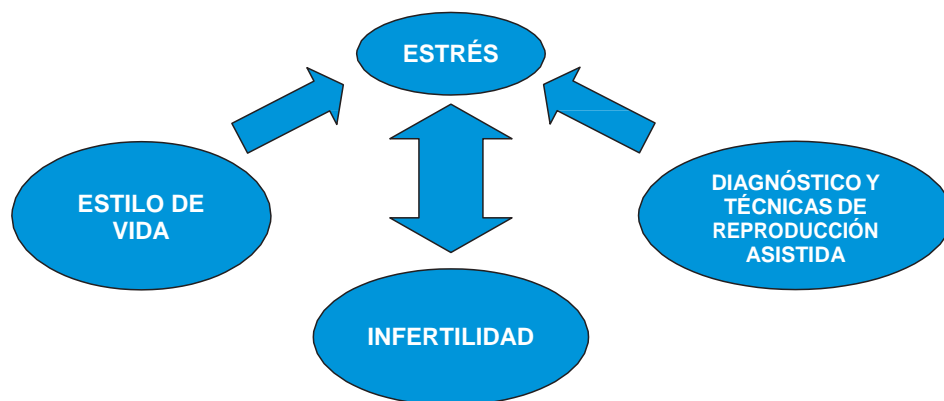 ESTRÉS
ESTILO DE
VIDA
DIAGNÓSTICO Y
TÉCNICAS DE
REPRODUCCIÓN
ASISTIDA
INFERTILIDAD